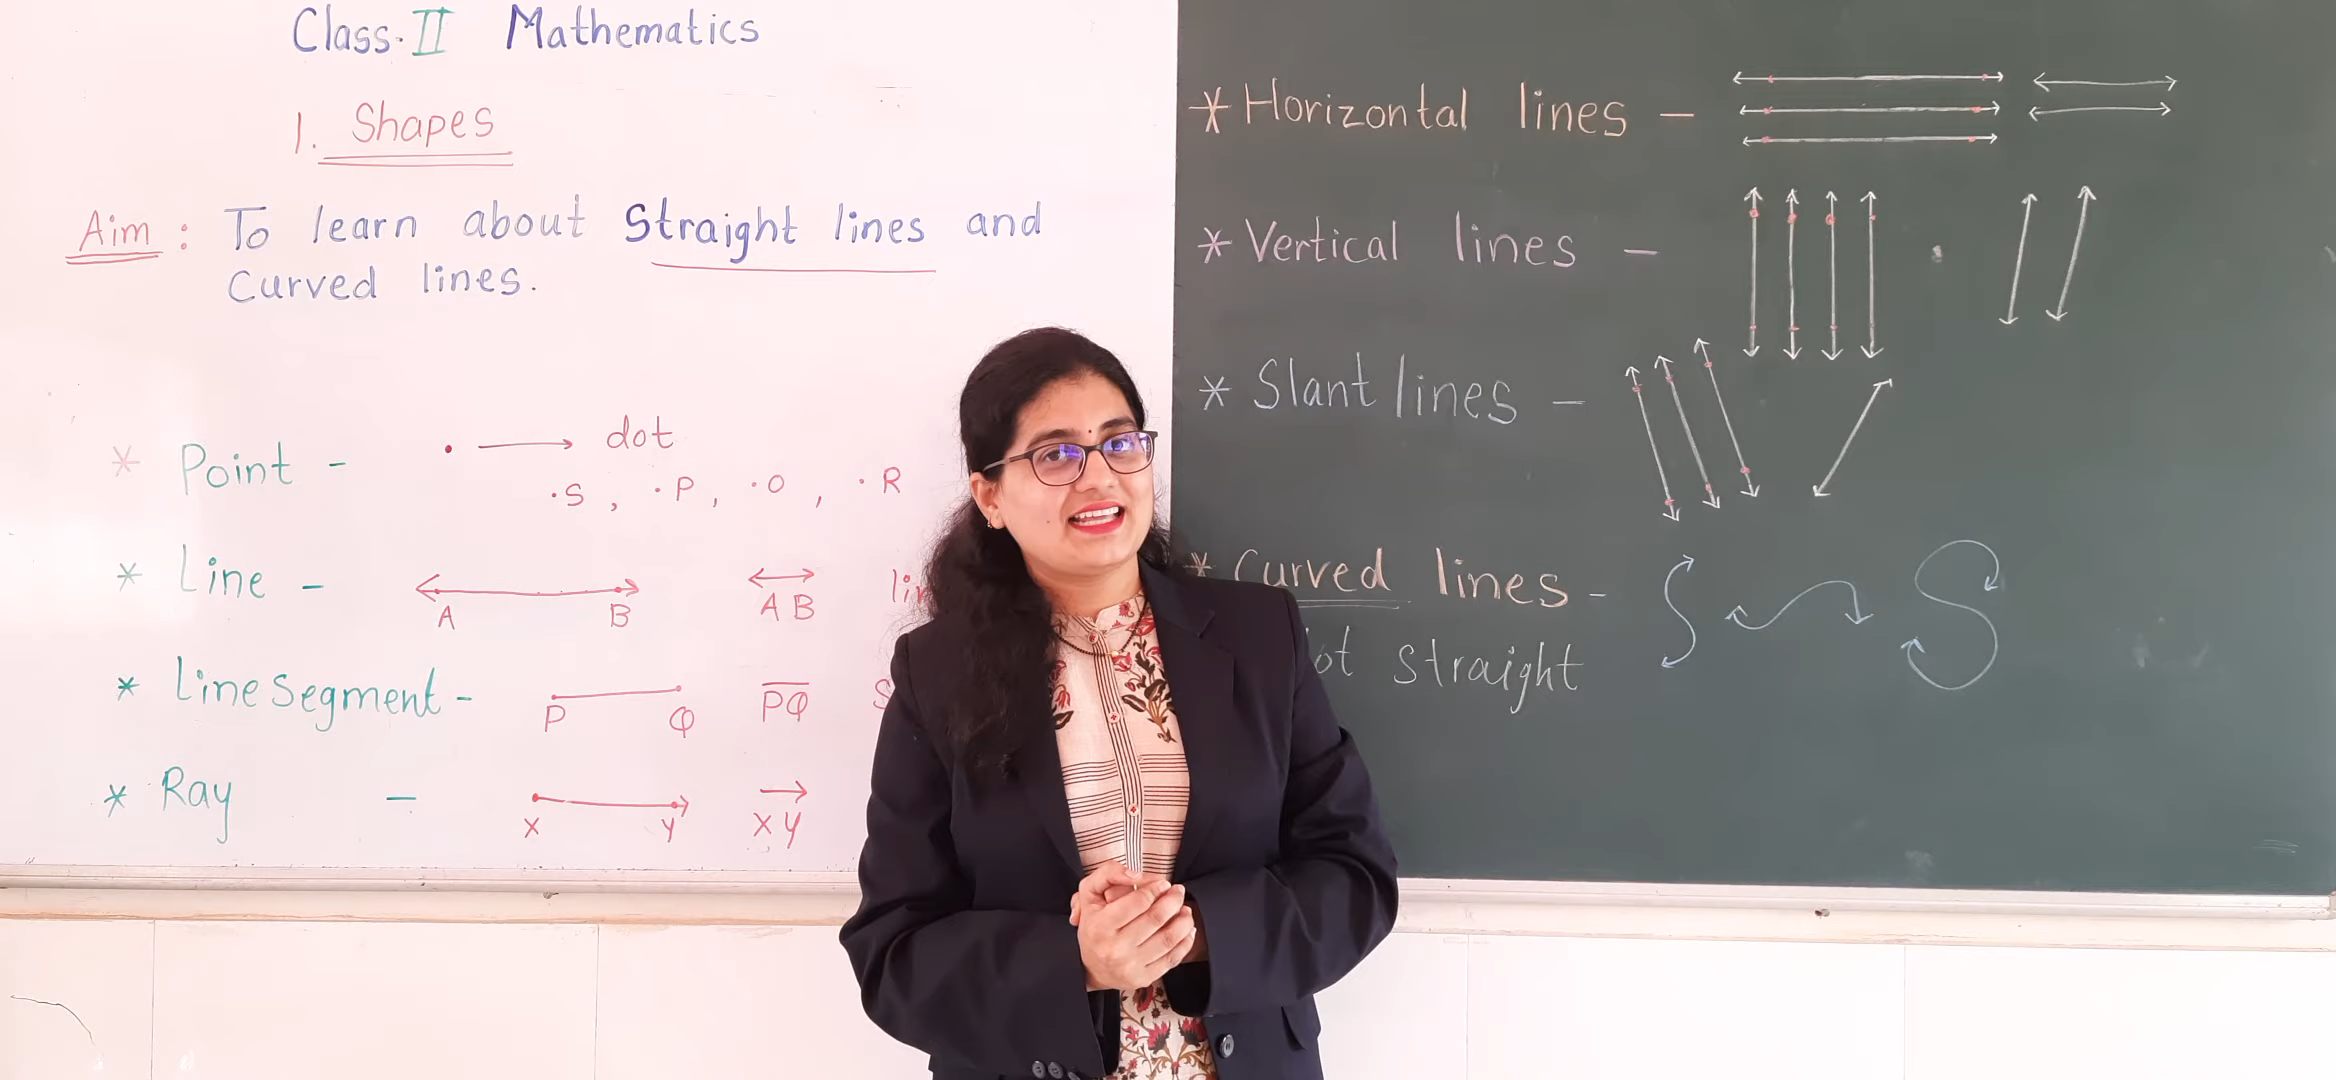 Class-II Mathematics
1. Shapes
Aim : To learn about Straight lines and
Curved lines.
* Point - . → dot
.S , .P , .O , .R
* Line - A B AB
* Line Segment - P Q PQ
* Ray - X Y XY
* Horizontal lines -
* Vertical lines -
* Slant lines -
* Curved lines -
straight